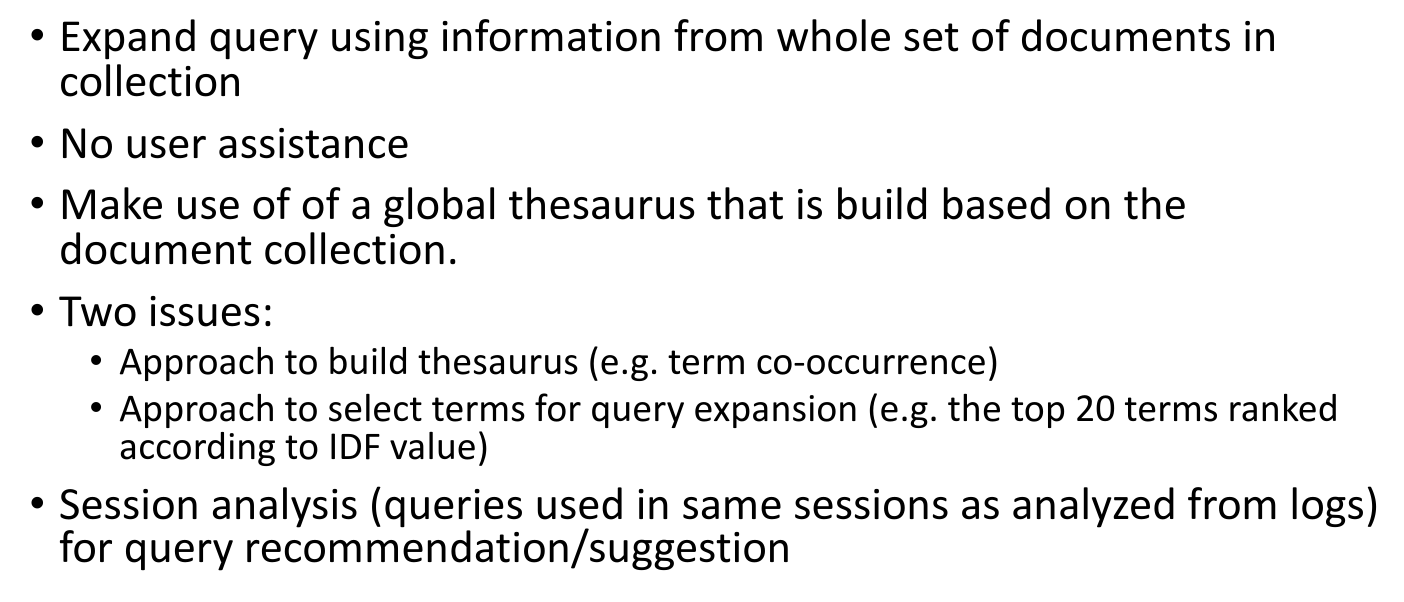 • Expand query using information from whole set of documents in
collection
• No user assistance
• Make use of of a global thesaurus that is build based on the
document collection.
• Two issues:
• Approach to build thesaurus (e.g. term co-occurrence)
• Approach to select terms for query expansion (e.g. the top 20 terms ranked
according to IDF value)
• Session analysis (queries used in same sessions as analyzed from logs)
for query recommendation/suggestion